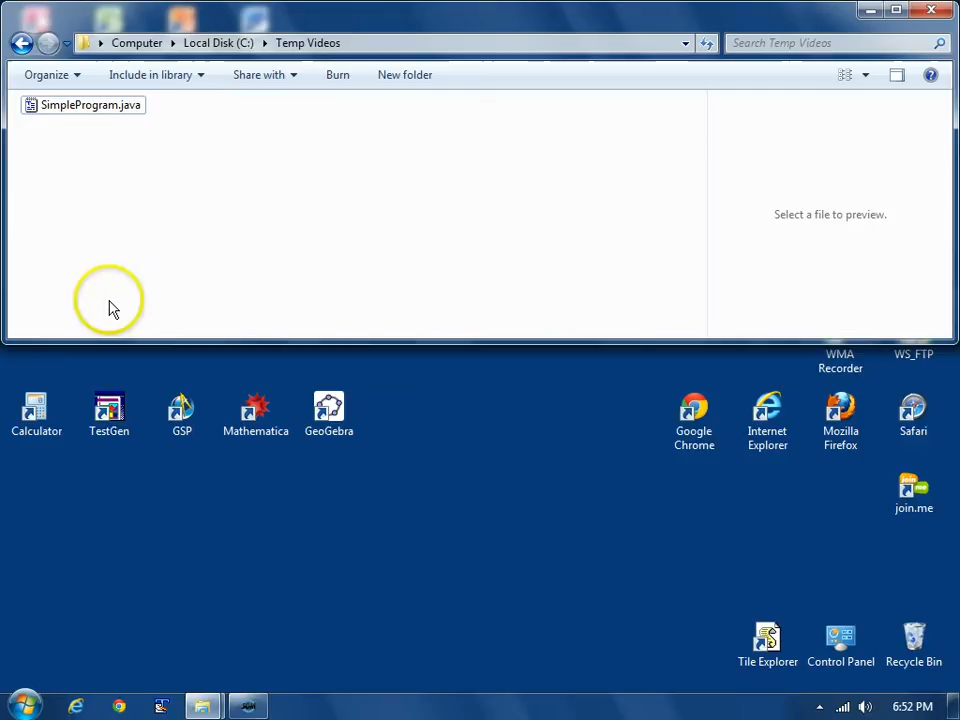 Computer Local Disk (C:) Temp Videos Search Temp Videos
Organize Include in library Share with Burn New folder
SimpleProgram.java
Select a file to preview.
WMA
Recorder
WS_FTP
Calculator
TestGen
GSP
Mathematica
GeoGebra
Google
Chrome
Internet
Explorer
Mozilla
Firefox
Safari
join
me
join.me
Tile Explorer
Control Panel
Recycle Bin
6:52 PM